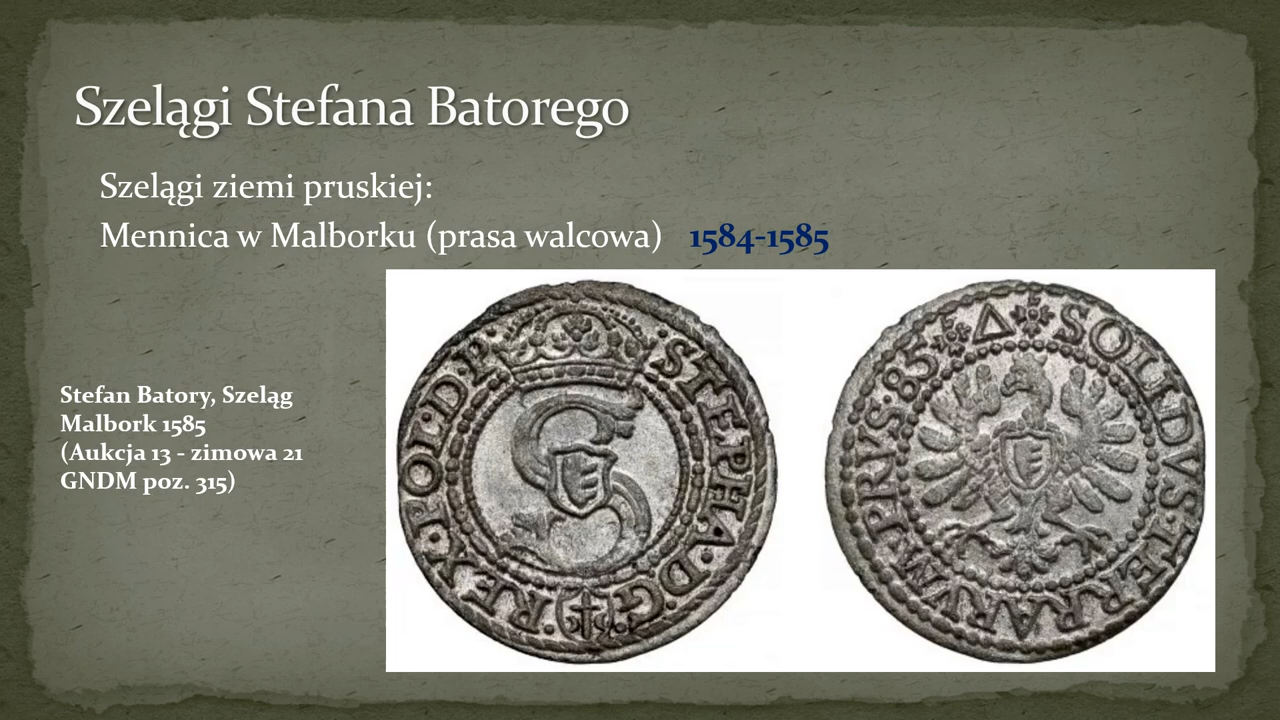 Szelągi Stefana Batorego
Szelągi ziemi pruskiej:
Mennica w Malborku (prasa walcowa) 1584-1585
Stefan Batory, Szeląg
Malbork 1585
(Aukcja 13 - zimowa 21
GNDM poz. 315)
·STEPHA·D:G:
·REX·POL·D·P·
SOLIDVS·TERRARVM·PRVS·85·